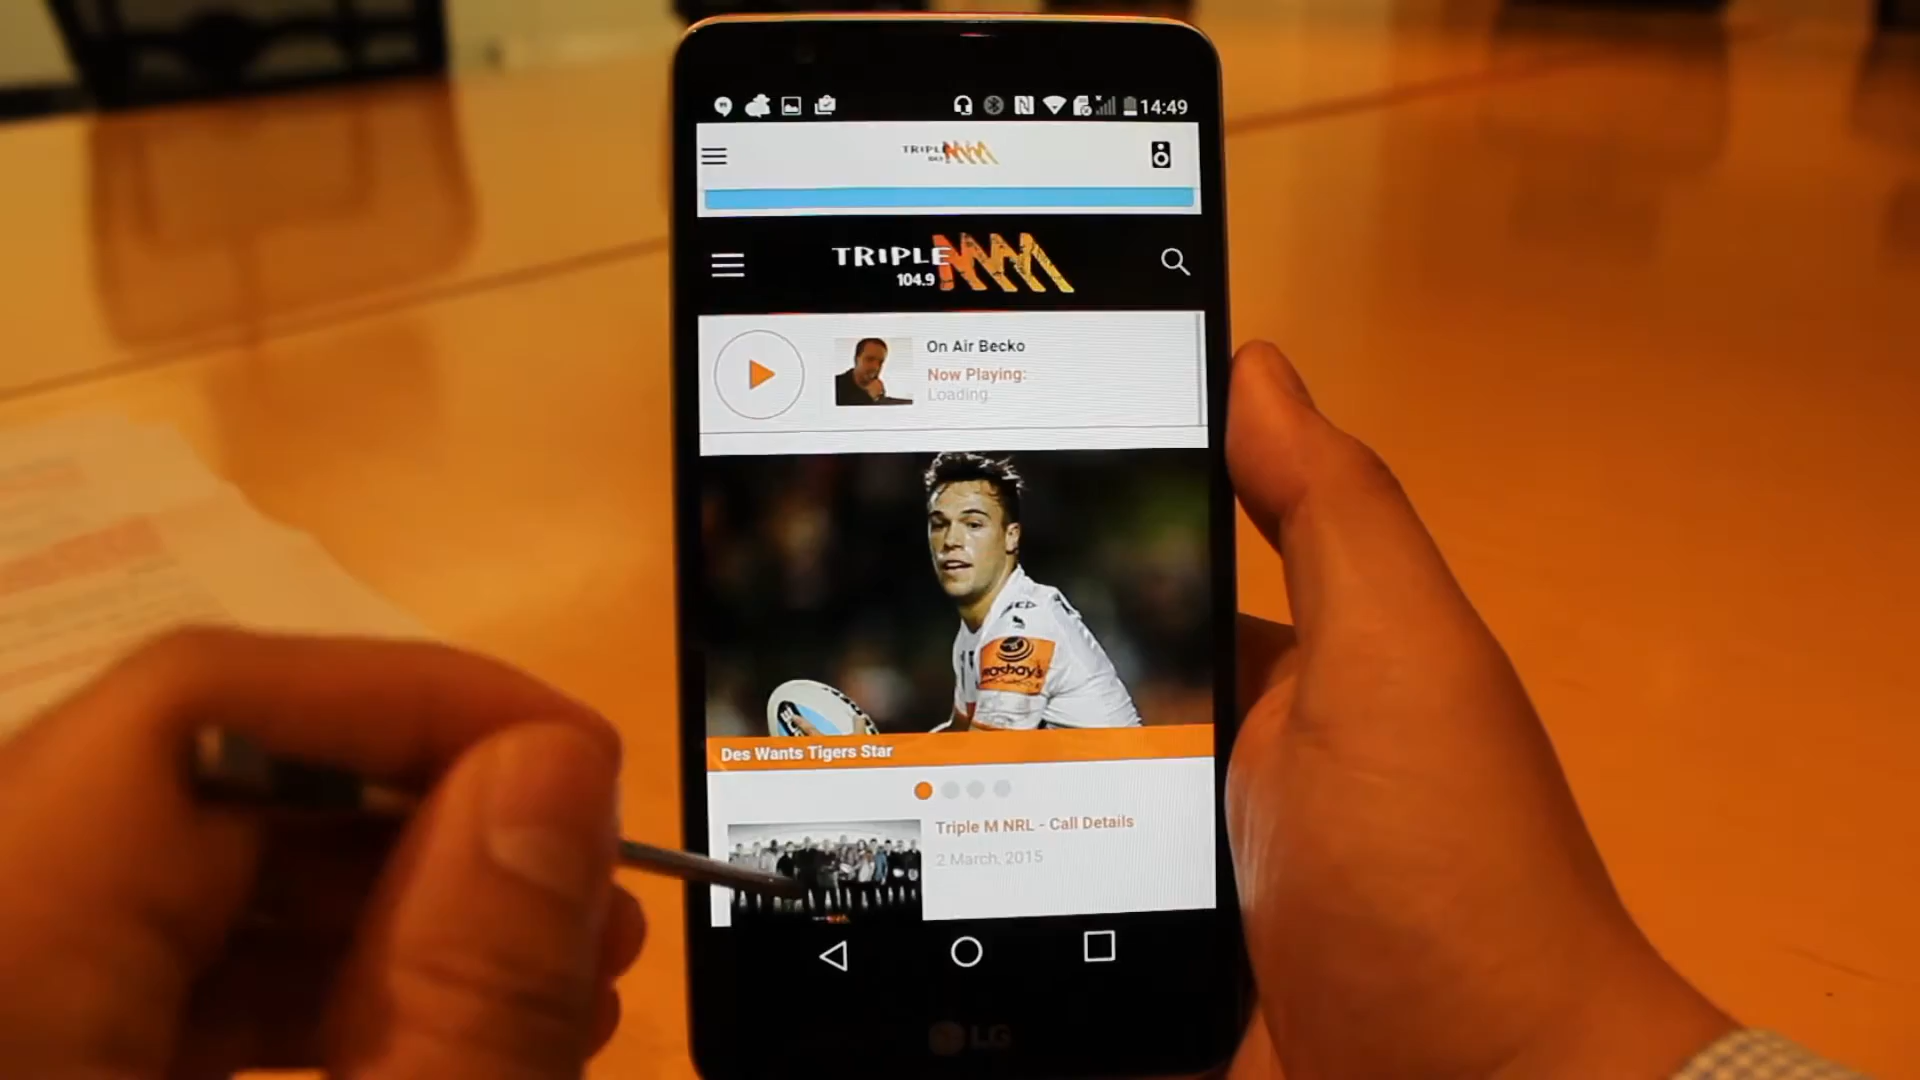 14:49
TRIPLE
TRIPLE
104.9
On Air Becko
Now Playing:
Loading
Des Wants Tigers Star
Triple M NRL - Call Details
2 March, 2015
LG